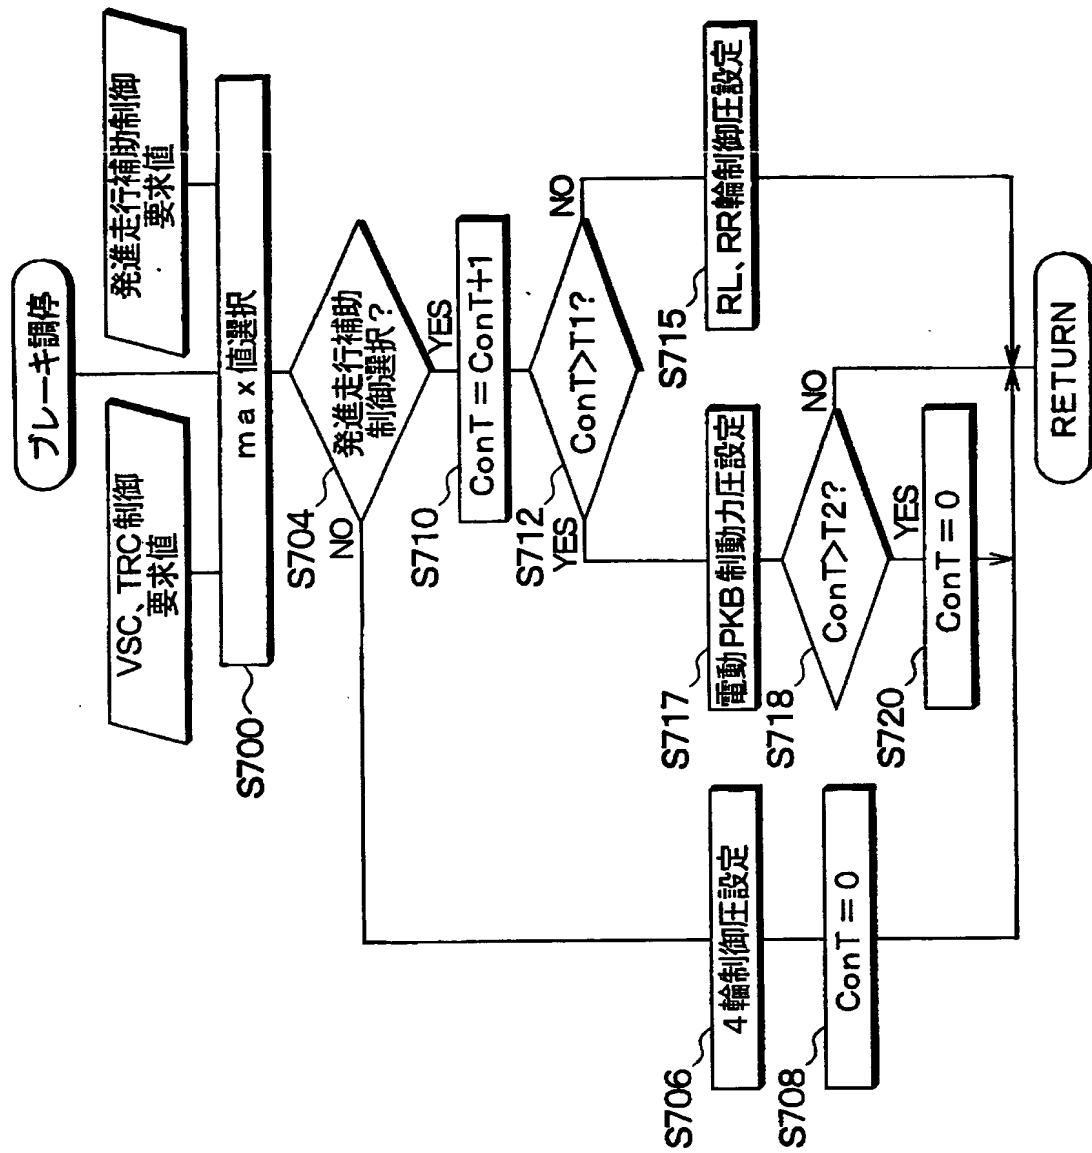 ブレーキ調停
VSC、TRC制御
要求値
発進走行補助制御
要求値
max値選択
S700
発進走行補助
制御選択?
S704
NO
YES
ConT=ConT+1
S710
ConT>T1?
S712
YES
NO
4輪制御圧設定
S706
ConT=0
S708
電動PKB制動力圧設定
S717
RL、RR輪制御圧設定
S715
ConT>T2?
S718
NO
YES
ConT=0
S720
RETURN